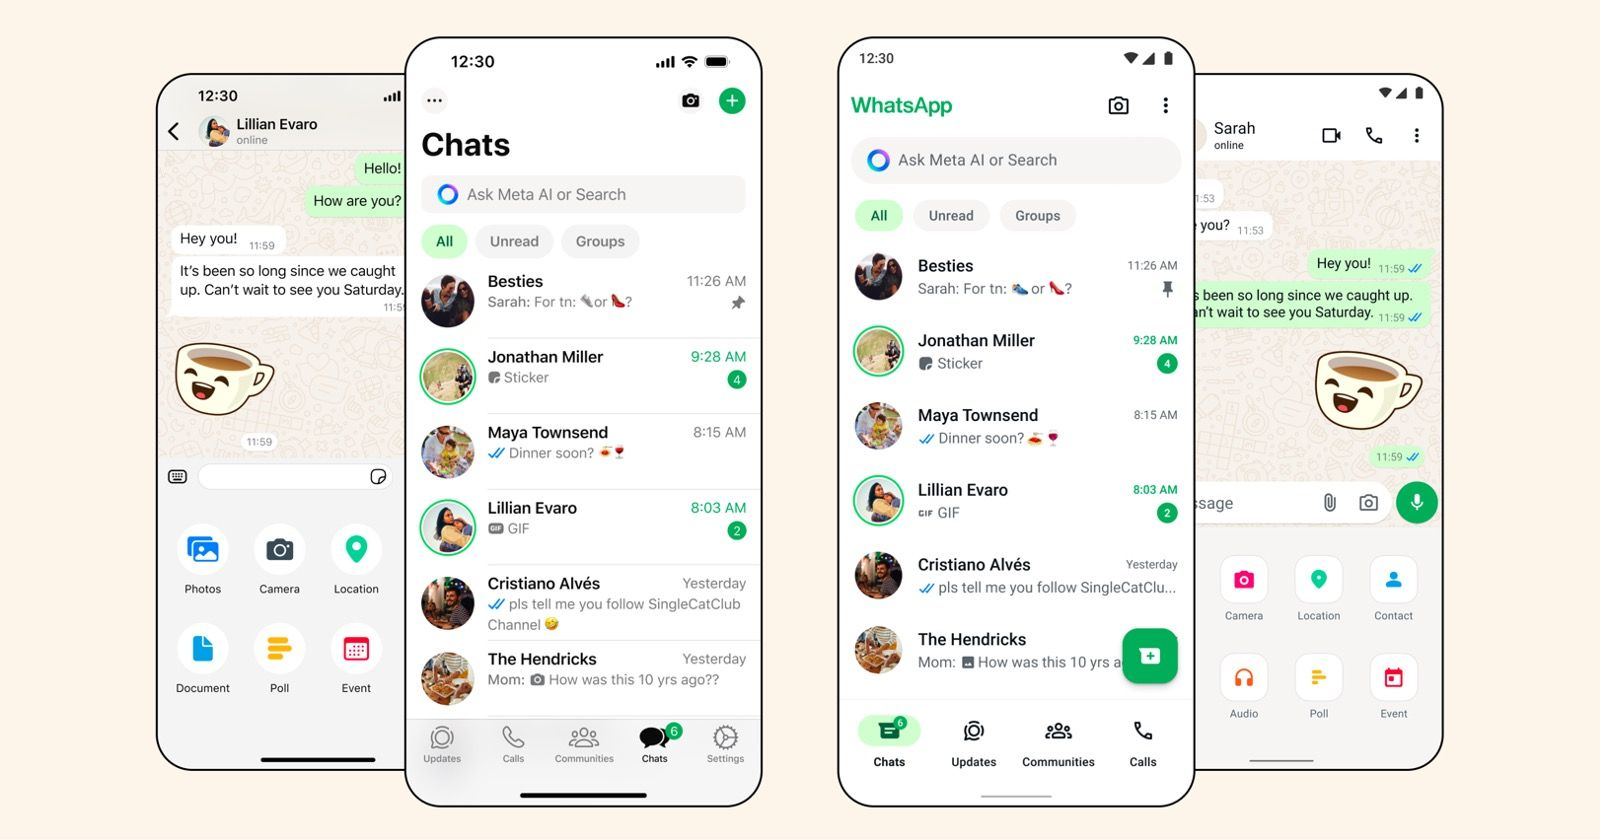 12:30
Lillian Evaro
online
Hello!
How are you?
Hey you! 11:59
It's been so long since we caught
up. Can't wait to see you Saturday.
11:59
Photos
Camera
Location
Document
Poll
Event
12:30
Chats
Ask Meta AI or Search
All
Unread
Groups
Besties 11:26 AM
Sarah: For tn: 👟or 👠?
Jonathan Miller 9:28 AM
Sticker 4
Maya Townsend 8:15 AM
Dinner soon? 🍝🍷
Lillian Evaro 8:03 AM
GIF GIF 2
Cristiano Alvés Yesterday
pls tell me you follow SingleCatClub
Channel 🤣
The Hendricks Yesterday
Mom: How was this 10 yrs ago??
6
Updates
Calls
Communities
Chats
Settings
12:30
WhatsApp
Ask Meta AI or Search
All
Unread
Groups
Besties 11:26 AM
Sarah: For tn: 👟 or 👠?
Jonathan Miller 9:28 AM
Sticker 4
Maya Townsend 8:15 AM
Dinner soon? 🍝🍷
Lillian Evaro 8:03 AM
GIF GIF 2
Cristiano Alvés Yesterday
pls tell me you follow SingleCatClu...
The Hendricks
Mom: How was this 10 yrs a
6
Chats
Updates
Communities
Calls
Sarah
online
:53
you? 11:53
Hey you! 11:59
s been so long since we caught up.
n't wait to see you Saturday. 11:59
11:59
ssage
Camera
Location
Contact
Audio
Poll
Event